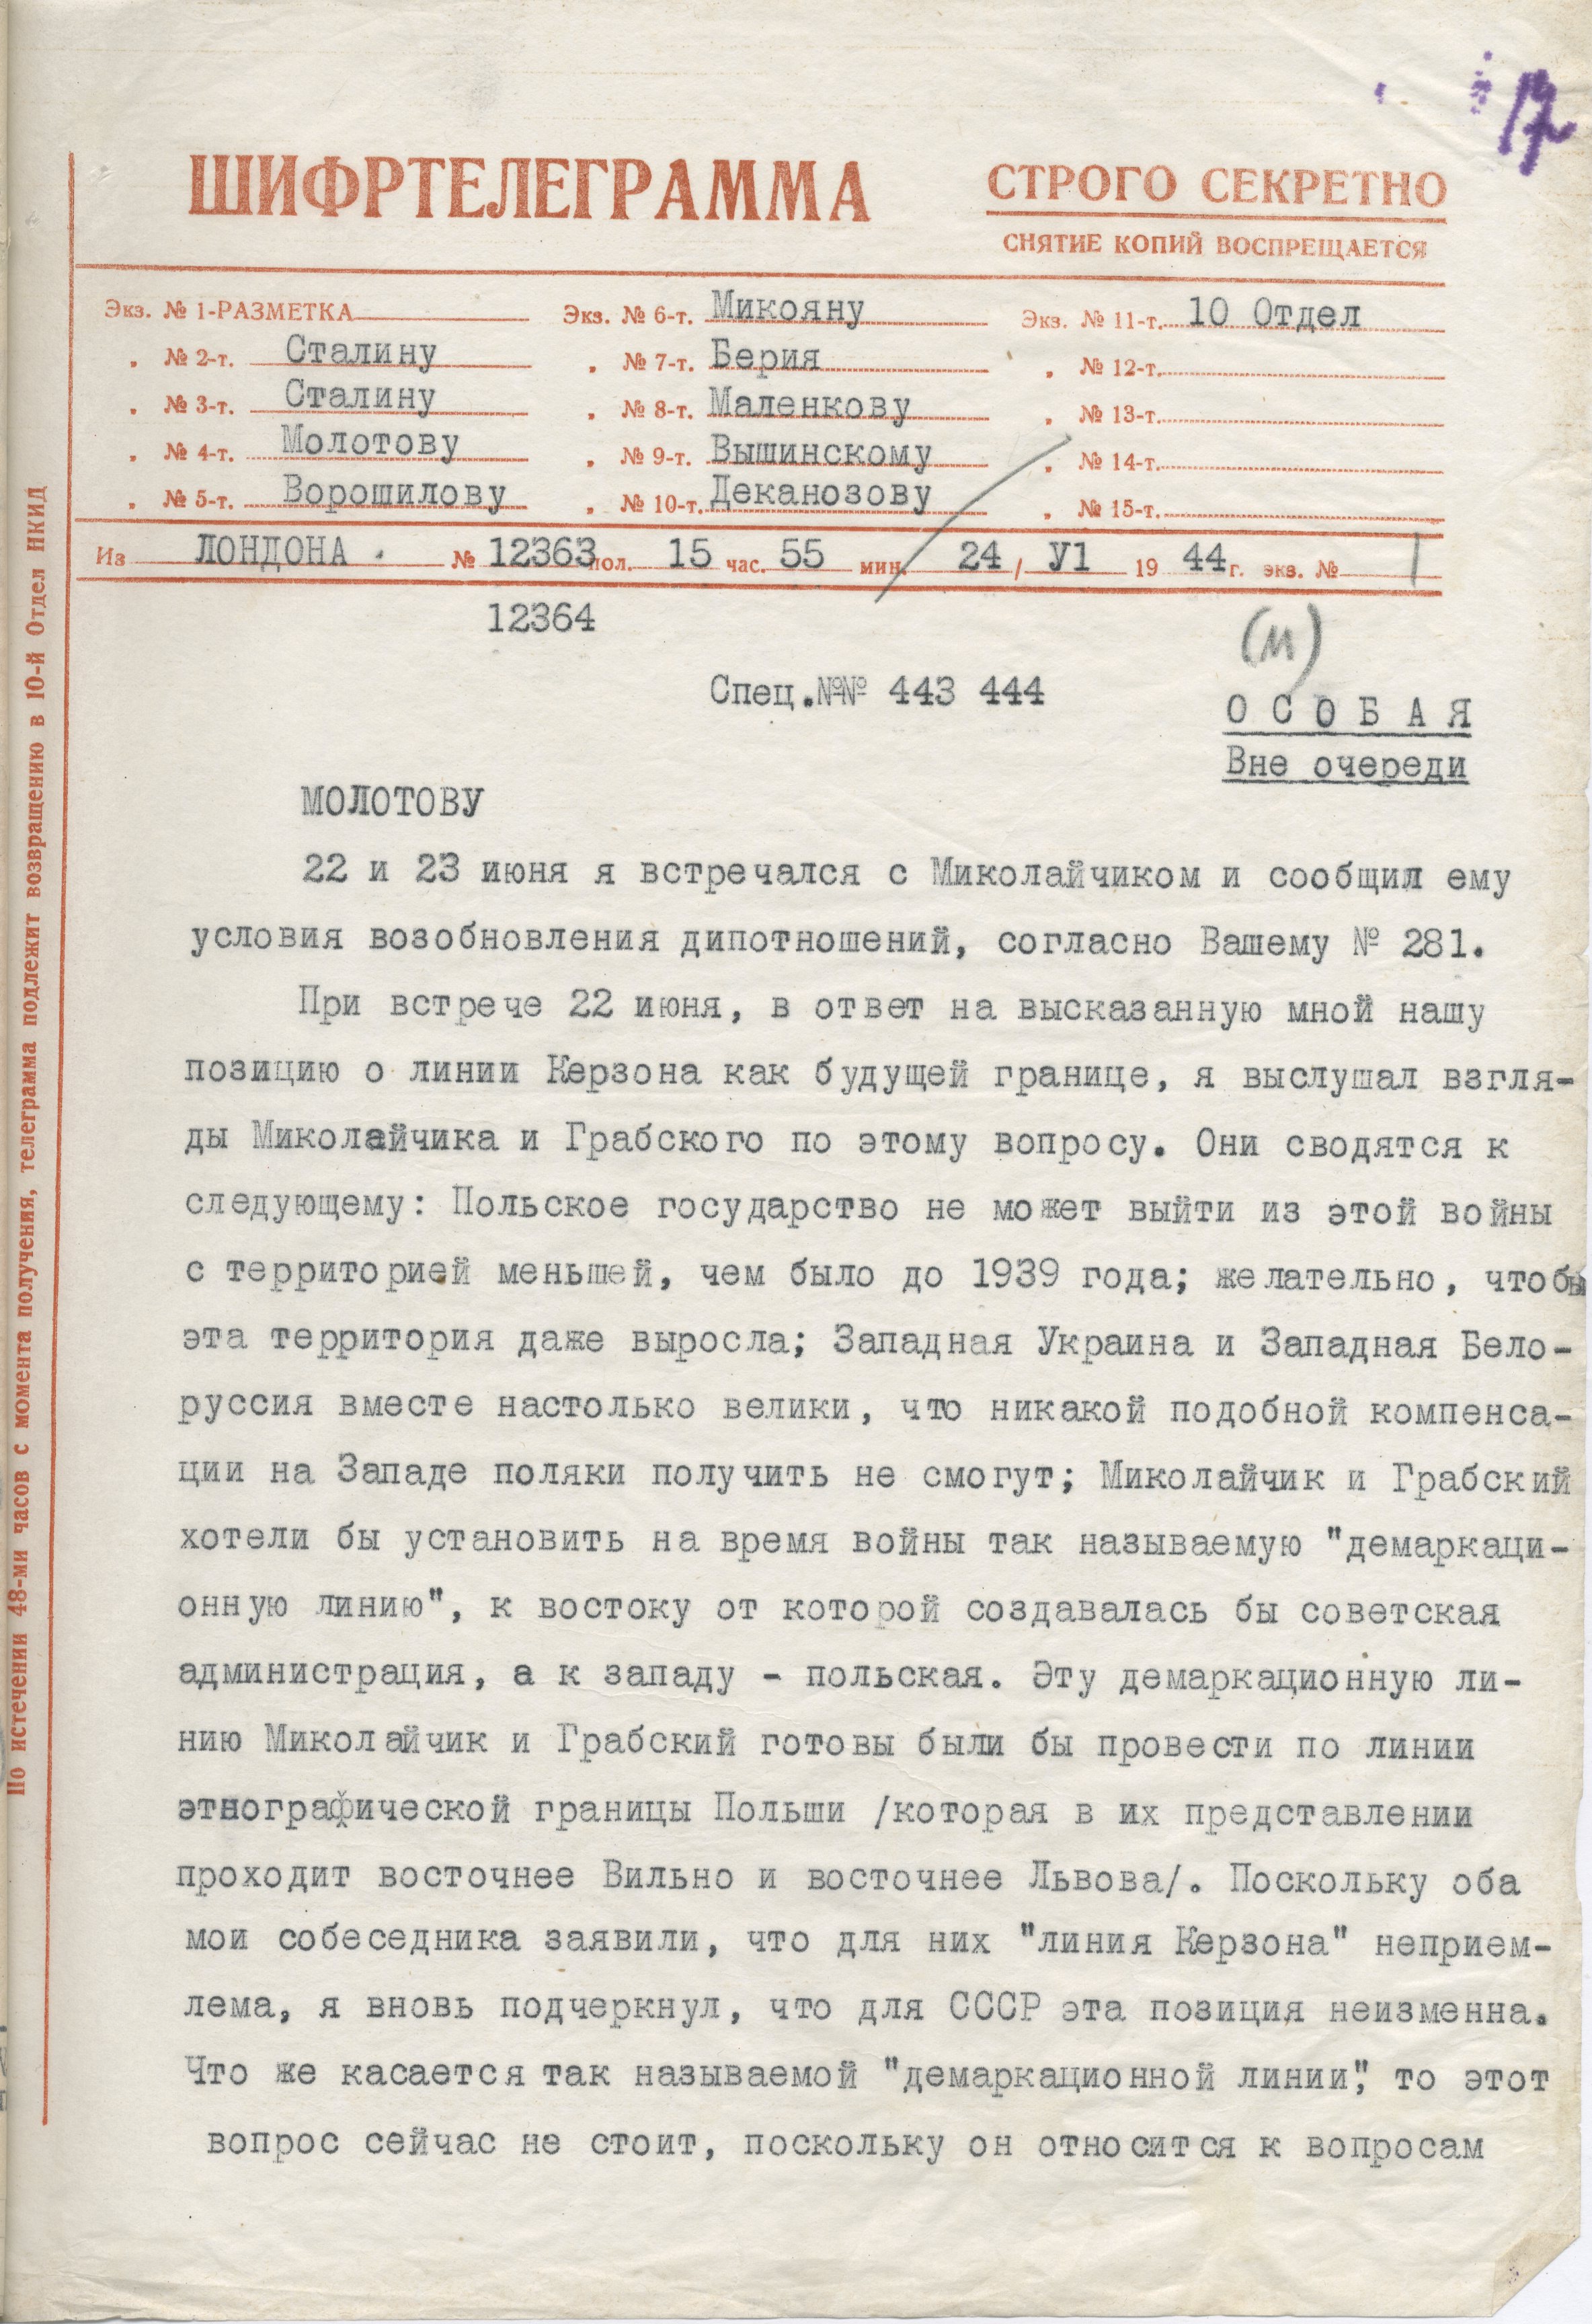 17
ШИФРТЕЛЕГРАММА
СТРОГО СЕКРЕТНО
СНЯТИЕ КОПИЙ ВОСПРЕЩАЕТСЯ
Экз. № 1-РАЗМЕТКА
„ № 2-т. Сталину
„ № 3-т. Сталину
„ № 4-т. Молотову
„ № 5-т. Ворошилову
Экз. № 6-т. Микояну
„ № 7-т. Берия
„ № 8-т. Маленкову
„ № 9-т. Вышинскому
„ № 10-т. Деканозову
Экз. № 11-т. 10 Отдел
„ № 12-т.
„ № 13-т.
„ № 14-т.
„ № 15-т.
Из ЛОНДОНА . № 12363 пол. 15 час. 55 мин. 24 / У1 19 44 г. экз. № 1
12364
(М)
Спец.№№ 443 444
ОСОБАЯ
Вне очереди
МОЛОТОВУ
22 и 23 июня я встречался с Миколайчиком и сообщил ему
условия возобновления дипотношений, согласно Вашему № 281.
При встрече 22 июня, в ответ на высказанную мной нашу
позицию о линии Керзона как будущей границе, я выслушал взгля-
ды Миколайчика и Грабского по этому вопросу. Они сводятся к
следующему: Польское государство не может выйти из этой войны
с территорией меньшей, чем было до 1939 года; желательно, чтобы
эта территория даже выросла; Западная Украина и Западная Бело-
руссия вместе настолько велики, что никакой подобной компенса-
ции на Западе поляки получить не смогут; Миколайчик и Грабский
хотели бы установить на время войны так называемую "демаркаци-
онную линию", к востоку от которой создавалась бы советская
администрация, а к западу - польская. Эту демаркационную ли-
нию Миколайчик и Грабский готовы были бы провести по линии
этнографической границы Польши /которая в их представлении
проходит восточнее Вильно и восточнее Львова/. Поскольку оба
мои собеседника заявили, что для них "линия Керзона" неприем-
лема, я вновь подчеркнул, что для СССР эта позиция неизменна.
Что же касается так называемой "демаркационной линии", то этот
вопрос сейчас не стоит, поскольку он относится к вопросам
По истечении 48-ми часов с момента получения, телеграмма подлежит возвращению в 10-й Отдел НКИД